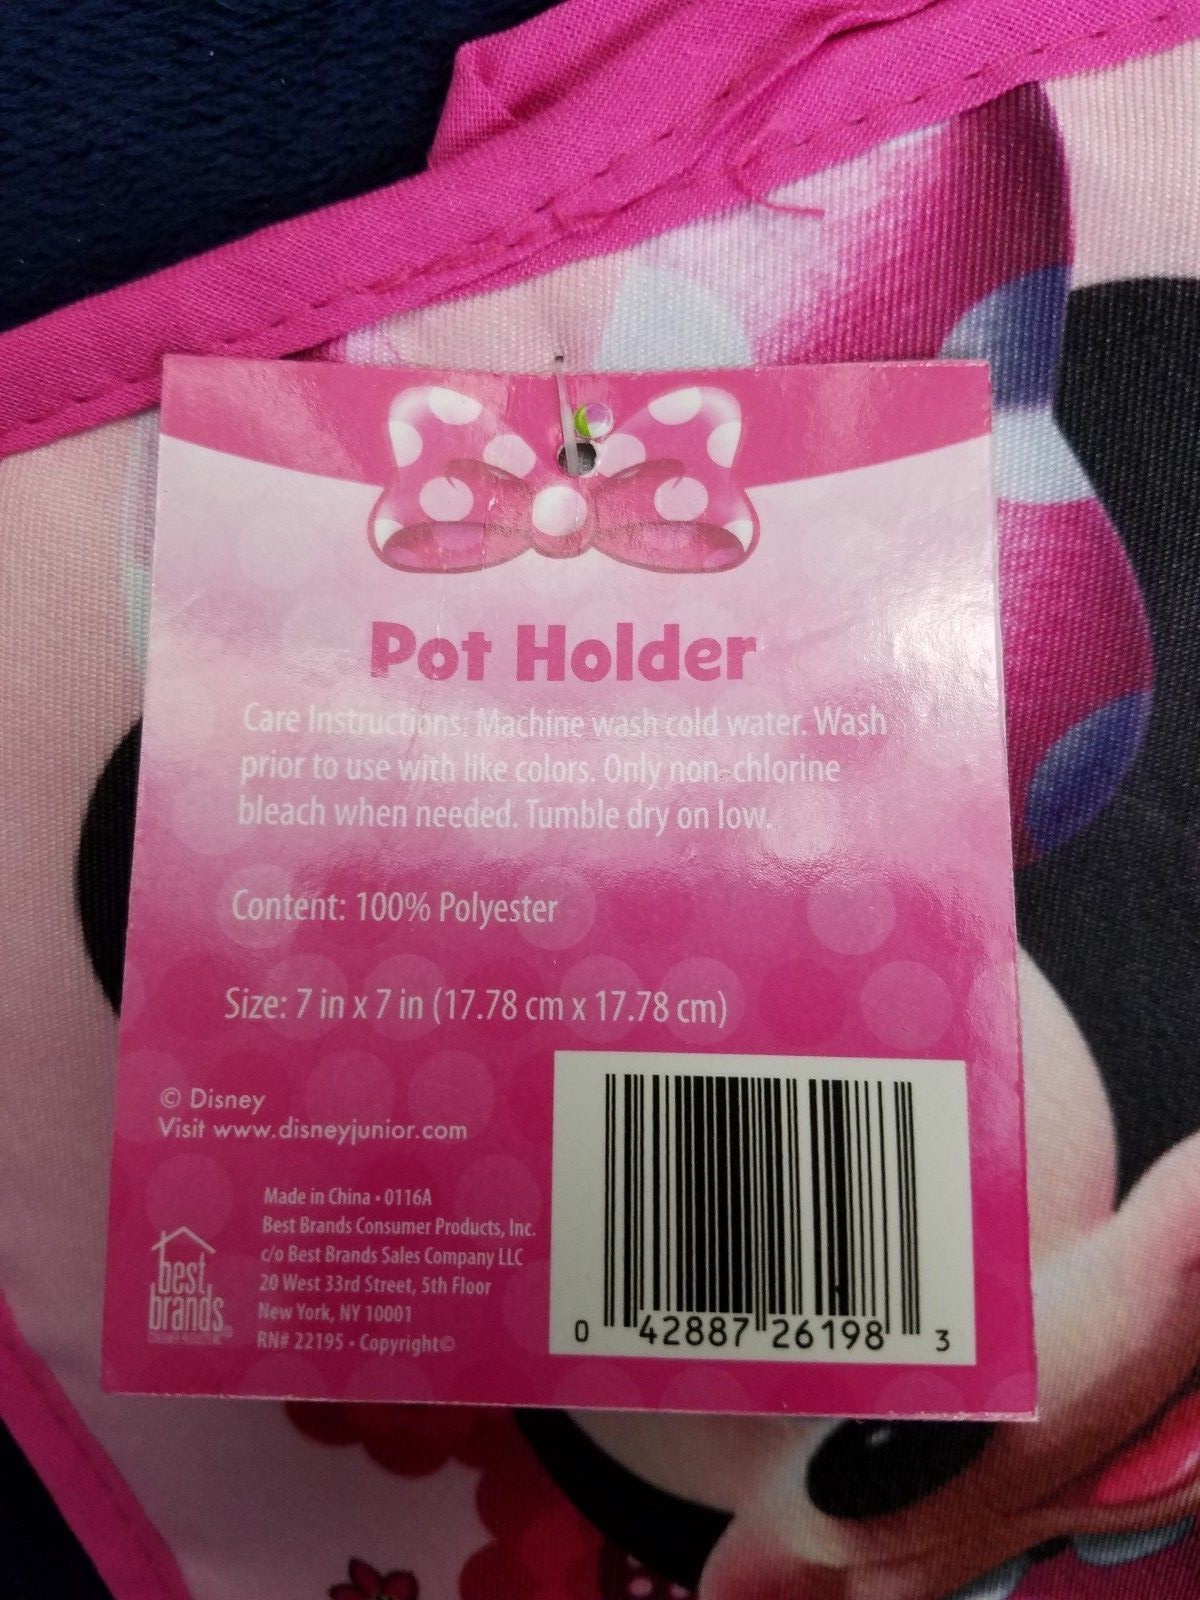 Pot Holder
Care Instructions: Machine wash cold water. Wash
prior to use with like colors. Only non-chlorine
bleach when needed. Tumble dry on low.
Content: 100% Polyester
Size: 7 in x 7 in (17.78 cm x 17.78 cm)
© Disney
Visit www.disneyjunior.com
Made in China • 0116A
Best Brands Consumer Products, Inc.
c/o Best Brands Sales Company LLC
20 West 33rd Street, 5th Floor
New York, NY 10001
RN# 22195 • Copyright©
best
brands®
0 42887 26198 3